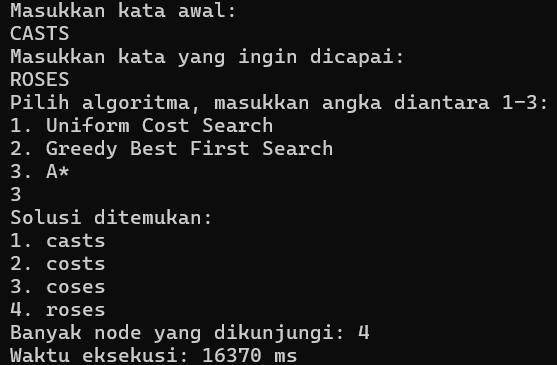 Masukkan kata awal:
CASTS
Masukkan kata yang ingin dicapai:
ROSES
Pilih algoritma, masukkan angka diantara 1-3:
1. Uniform Cost Search
2. Greedy Best First Search
3. A*
3
Solusi ditemukan:
1. casts
2. costs
3. coses
4. roses
Banyak node yang dikunjungi: 4
Waktu eksekusi: 16370 ms